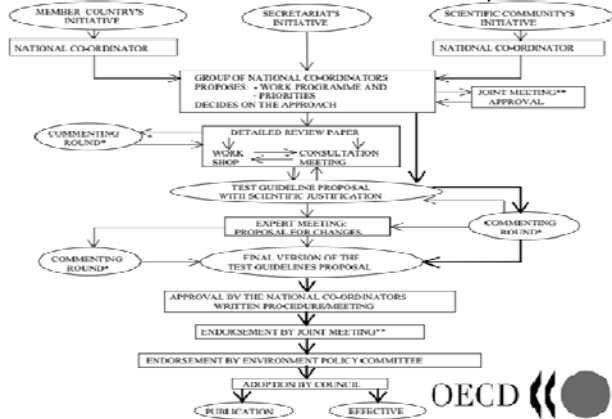 MEMBER COUNTRY'S
INITIATIVE
SECRETARIAT'S
INITIATIVE
SCIENTIFIC COMMUNITY'S
INITIATIVE
NATIONAL CO-ORDINATOR
NATIONAL CO-ORDINATOR
GROUP OF NATIONAL CO-ORDINATORS
PROPOSES: - WORK PROGRAMME AND
- PRIORITIES
DECIDES ON THE APPROACH
JOINT MEETING**
APPROVAL
COMMENTING
ROUND*
DETAILED REVIEW PAPER
WORK
SHOP
CONSULTATION
MEETING
TEST GUIDELINE PROPOSAL
WITH SCIENTIFIC JUSTIFICATION
EXPERT MEETING:
PROPOSAL FOR CHANGES
COMMENTING
ROUND*
COMMENTING
ROUND*
FINAL VERSION OF THE
TEST GUIDELINES PROPOSAL
APPROVAL BY THE NATIONAL CO-ORDINATORS
WRITTEN PROCEDURE/MEETING
ENDORSEMENT BY JOINT MEETING**
ENDORSEMENT BY ENVIRONMENT POLICY COMMITTEE
ADOPTION BY COUNCIL
PUBLICATION
EFFECTIVE
OECD